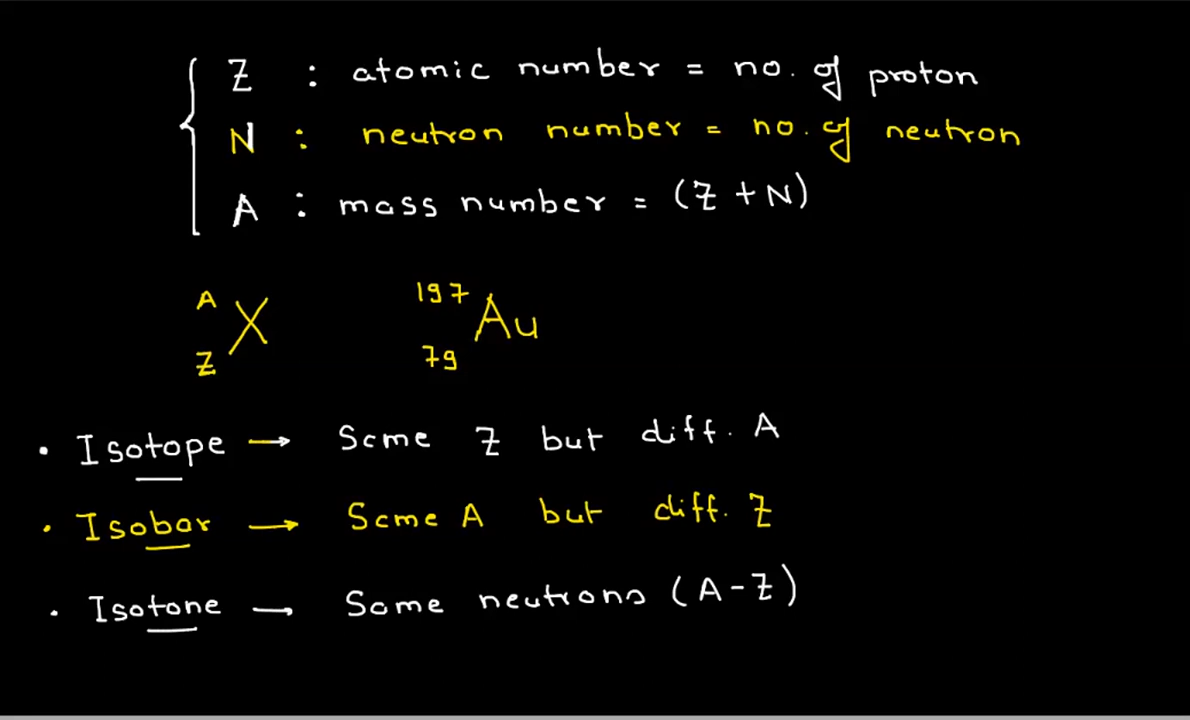 Z : atomic number = no. of proton
N : neutron number = no. of neutron
A : mass number = (Z + N)
A
X
Z
197
Au
79
• Isotope → Same Z but diff. A
• Isobar → Same A but diff. Z
• Isotone → Same neutrons (A-Z)